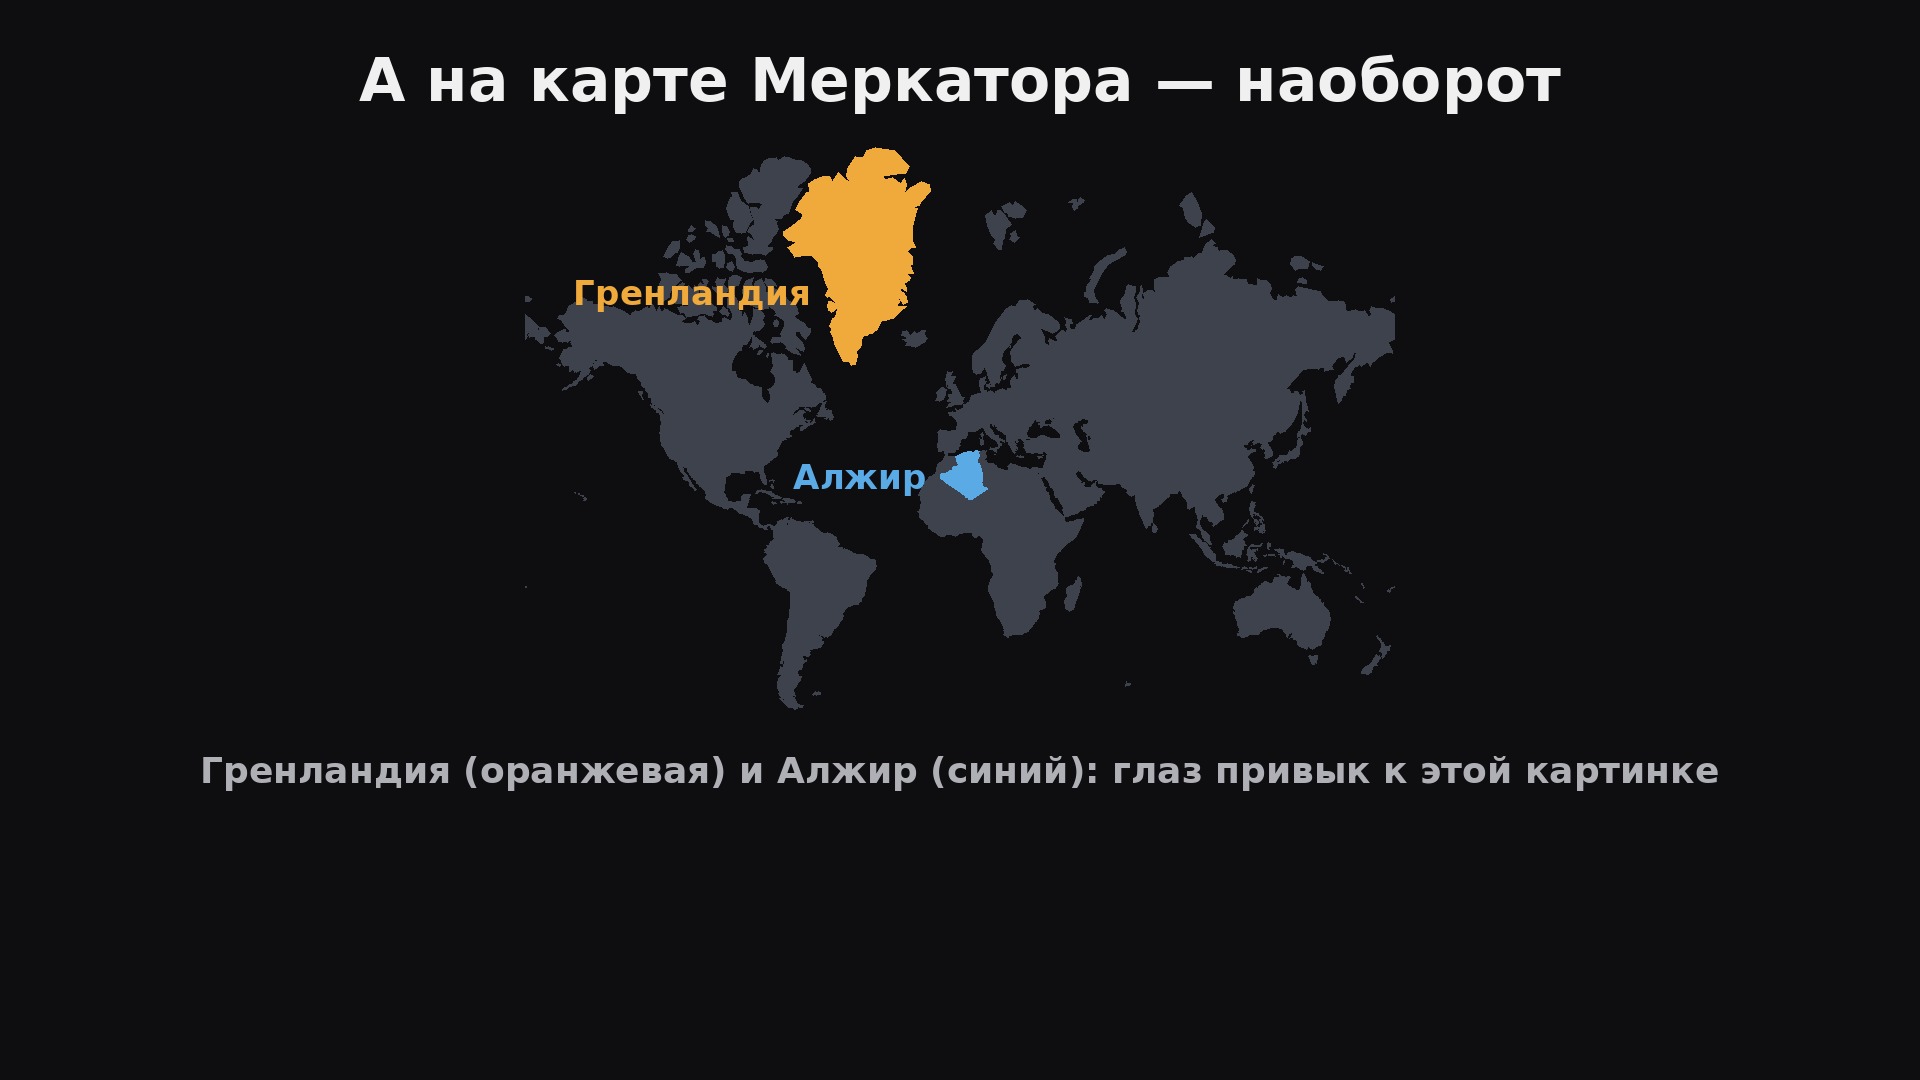 А на карте Меркатора — наоборот
Гренландия
Алжир
Гренландия (оранжевая) и Алжир (синий): глаз привык к этой картинке